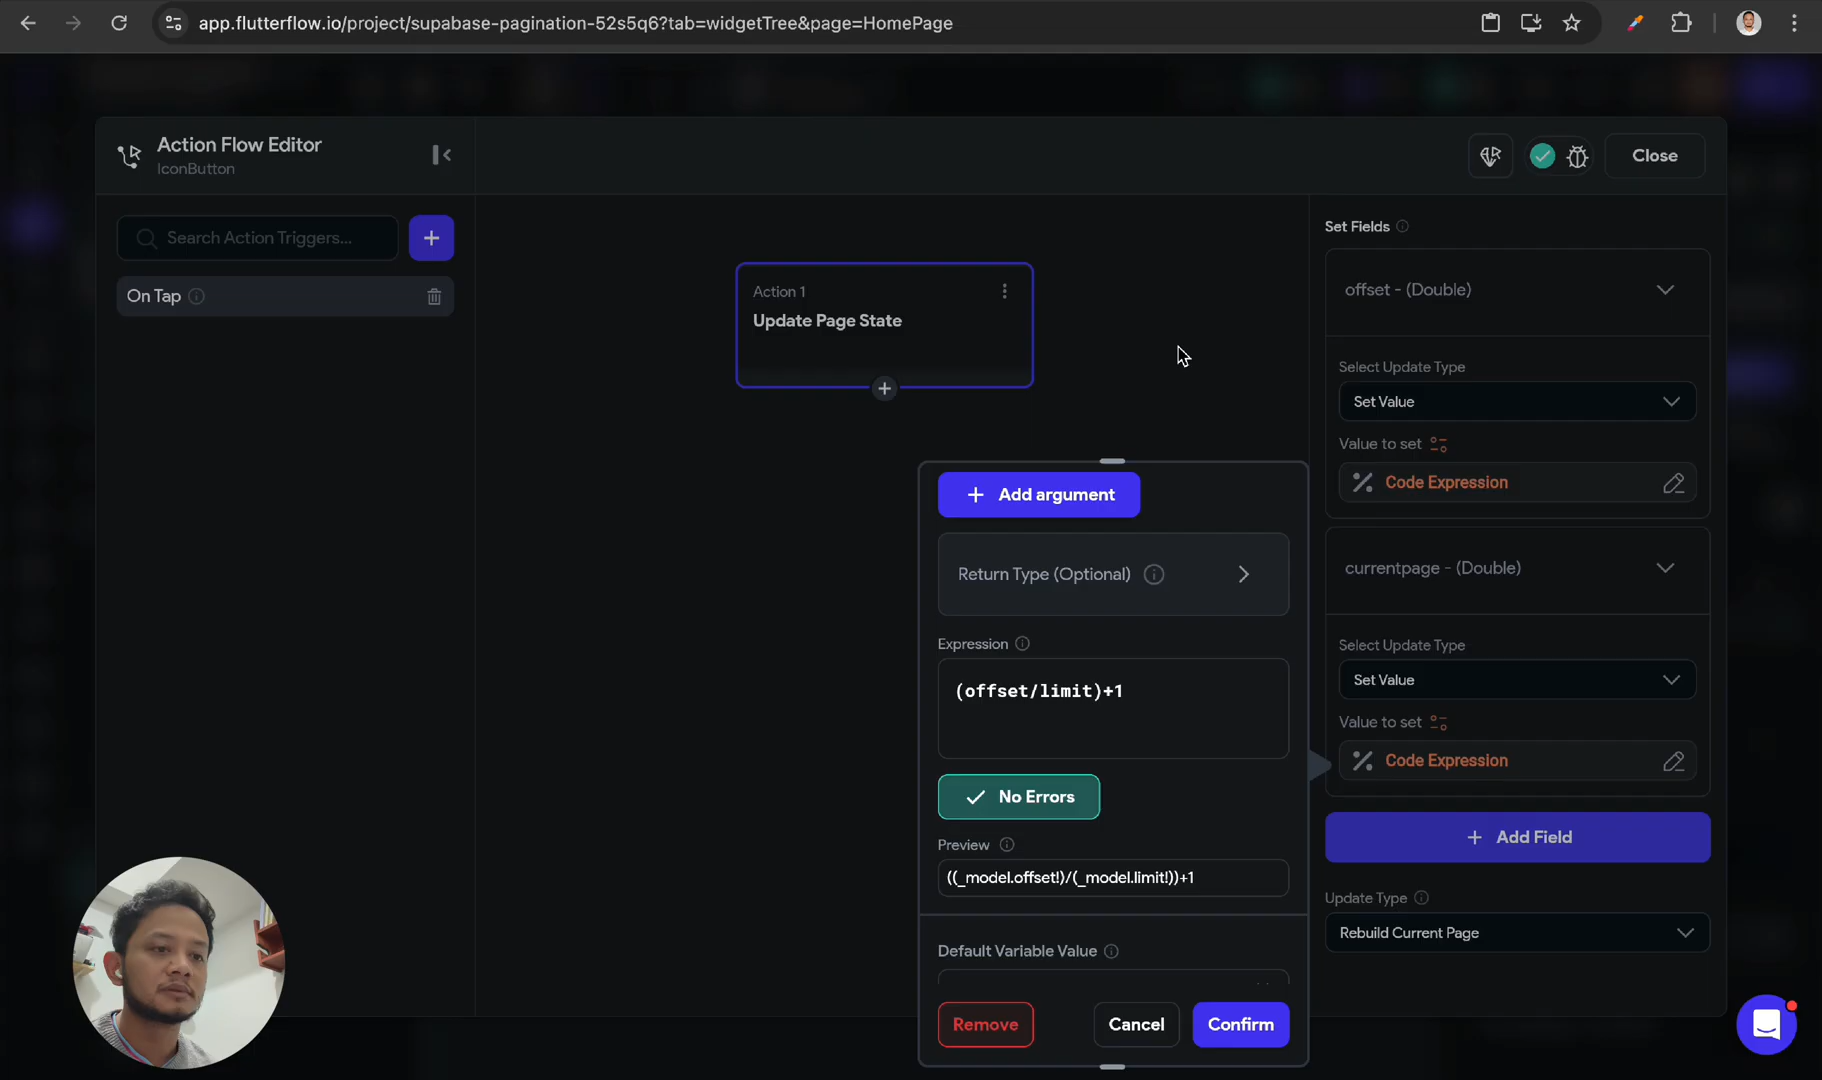 app.flutterflow.io/project/supabase-pagination-52s5q6?tab=widgetTree&page=HomePage
Action Flow Editor
IconButton
Close
Search Action Triggers...
On Tap
Action 1
Update Page State
Set Fields
offset - (Double)
Select Update Type
Set Value
Value to set
Code Expression
currentpage - (Double)
Select Update Type
Set Value
Value to set
Code Expression
Add Field
Update Type
Rebuild Current Page
Add argument
Return Type (Optional)
Expression
(offset/limit)+1
No Errors
Preview
((_model.offset!)/(_model.limit!))+1
Default Variable Value
Remove
Cancel
Confirm